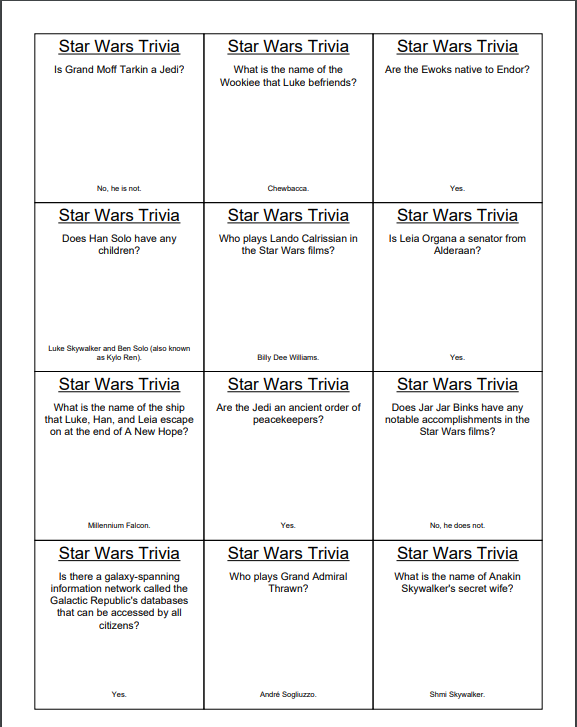 Star Wars Trivia
Is Grand Moff Tarkin a Jedi?
No, he is not.
Star Wars Trivia
What is the name of the
Wookiee that Luke befriends?
Chewbacca.
Star Wars Trivia
Are the Ewoks native to Endor?
Yes.
Star Wars Trivia
Does Han Solo have any
children?
Luke Skywalker and Ben Solo (also known
as Kylo Ren).
Star Wars Trivia
Who plays Lando Calrissian in
the Star Wars films?
Billy Dee Williams.
Star Wars Trivia
Is Leia Organa a senator from
Alderaan?
Yes.
Star Wars Trivia
What is the name of the ship
that Luke, Han, and Leia escape
on at the end of A New Hope?
Millennium Falcon.
Star Wars Trivia
Are the Jedi an ancient order of
peacekeepers?
Yes.
Star Wars Trivia
Does Jar Jar Binks have any
notable accomplishments in the
Star Wars films?
No, he does not.
Star Wars Trivia
Is there a galaxy-spanning
information network called the
Galactic Republic's databases
that can be accessed by all
citizens?
Yes.
Star Wars Trivia
Who plays Grand Admiral
Thrawn?
André Sogliuzzo.
Star Wars Trivia
What is the name of Anakin
Skywalker's secret wife?
Shmi Skywalker.